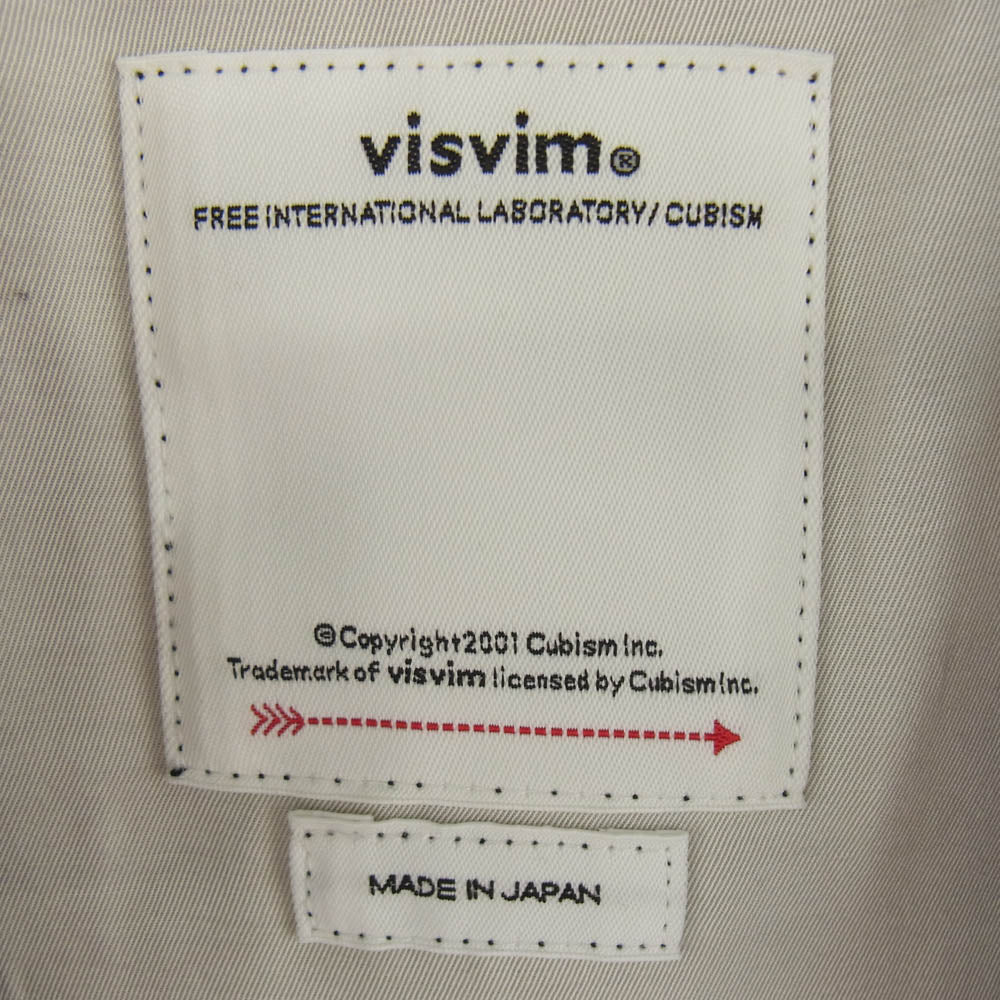 visvim®
FREE INTERNATIONAL LABORATORY/CUBISM
©Copyright2001 Cubism Inc.
Trademark of visvim licensed by Cubism Inc.
MADE IN JAPAN